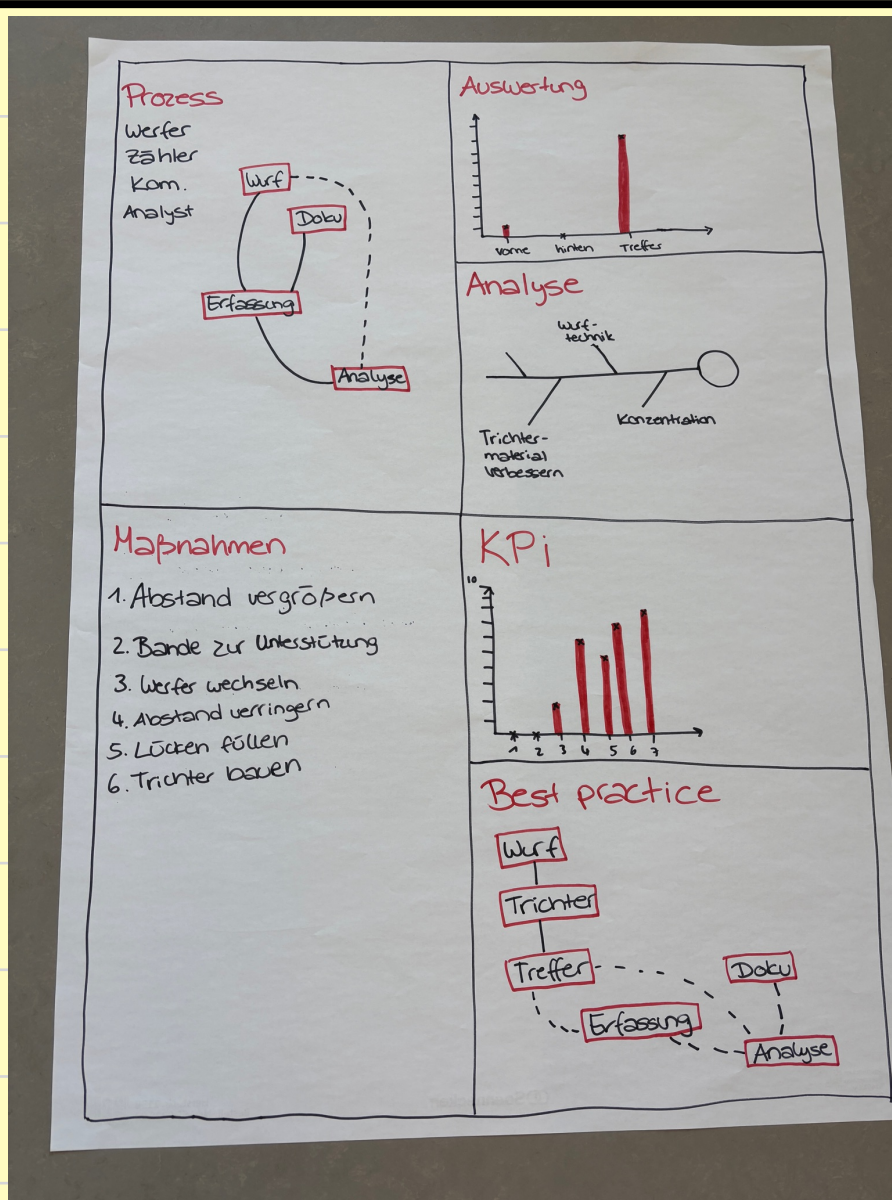 Prozess
Werfer
Zähler
Kom.
Analyst
Wurf
Doku
Erfassung
Analyse
Auswertung
vorne hinten Treffer
Analyse
Wurf-
technik
Konzentration
Trichter-
material
verbessern
Maßnahmen
1. Abstand vergrößern
2. Bande zur Unterstützung
3. Werfer wechseln
4. Abstand verringern
5. Lücken füllen
6. Trichter bauen
KPi
10
1 2 3 4 5 6 7
Best practice
Wurf
Trichter
Treffer
Doku
Erfassung
Analyse